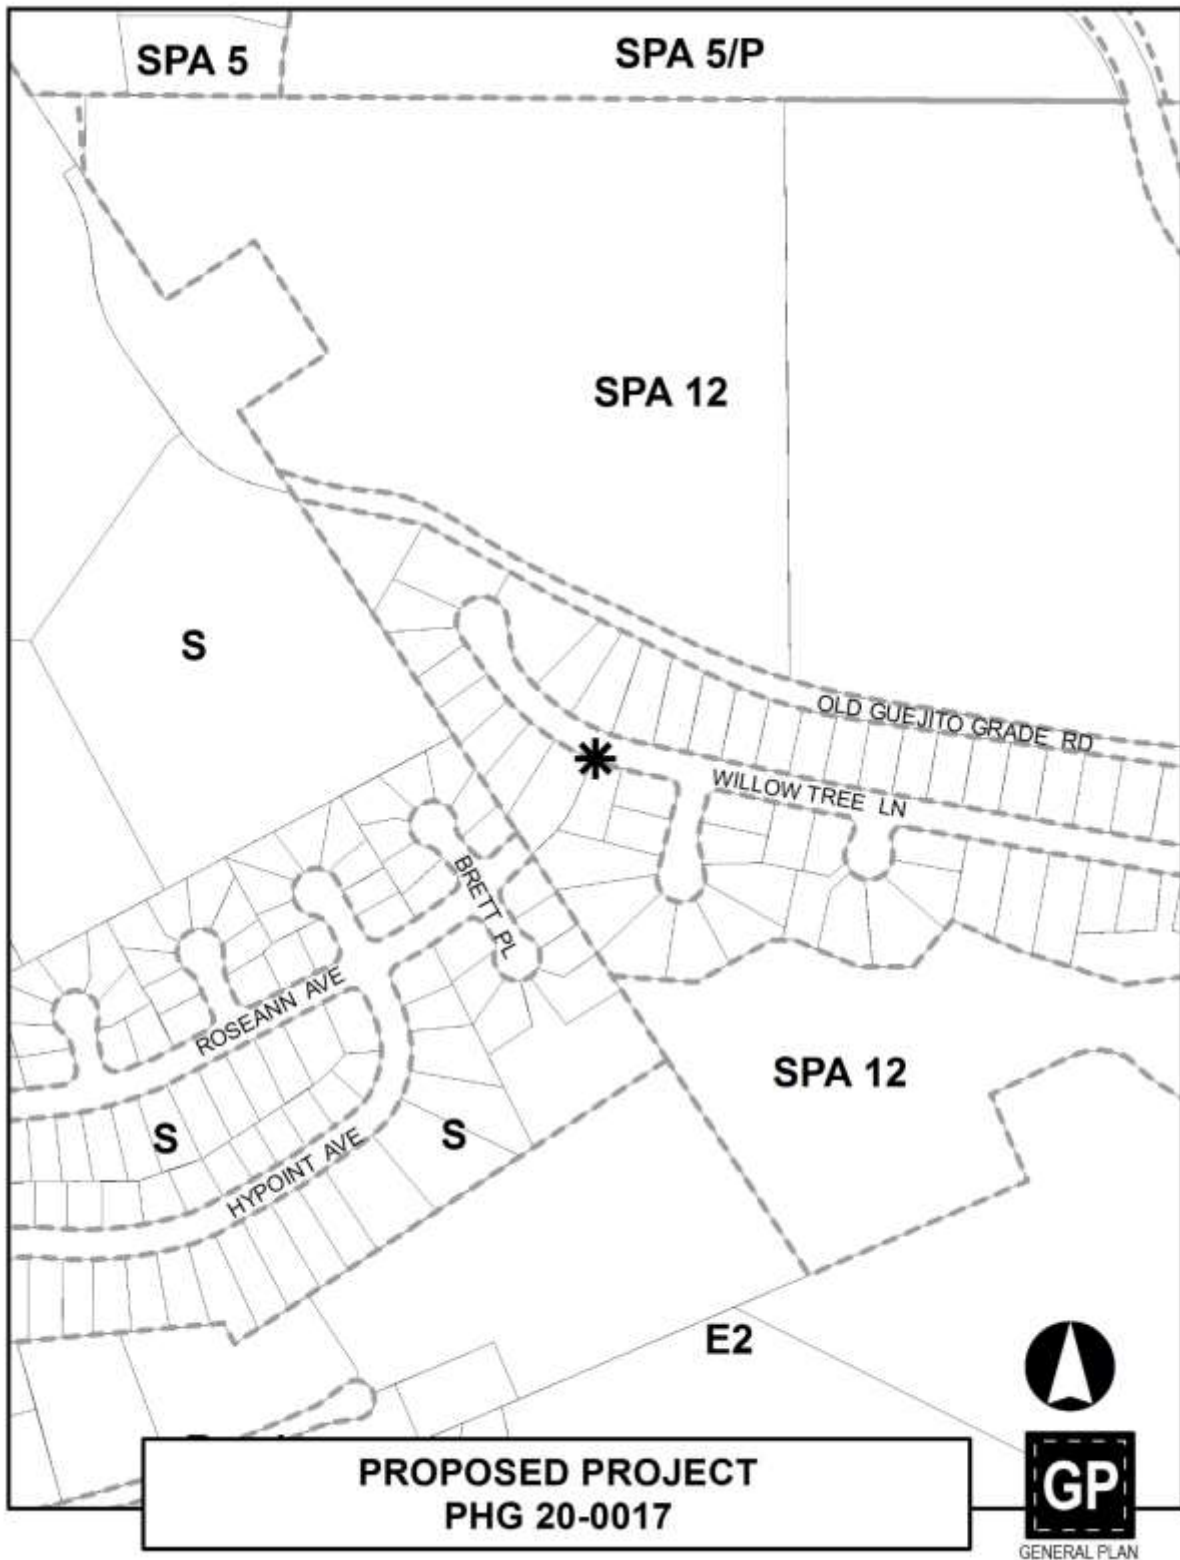 SPA 5
SPA 5/P
SPA 12
S
OLD GUEJITO GRADE RD
WILLOW TREE LN
BRETT PL
ROSEANN AVE
SPA 12
S
S
HYPOINT AVE
E2
PROPOSED PROJECT
PHG 20-0017
GP
GENERAL PLAN